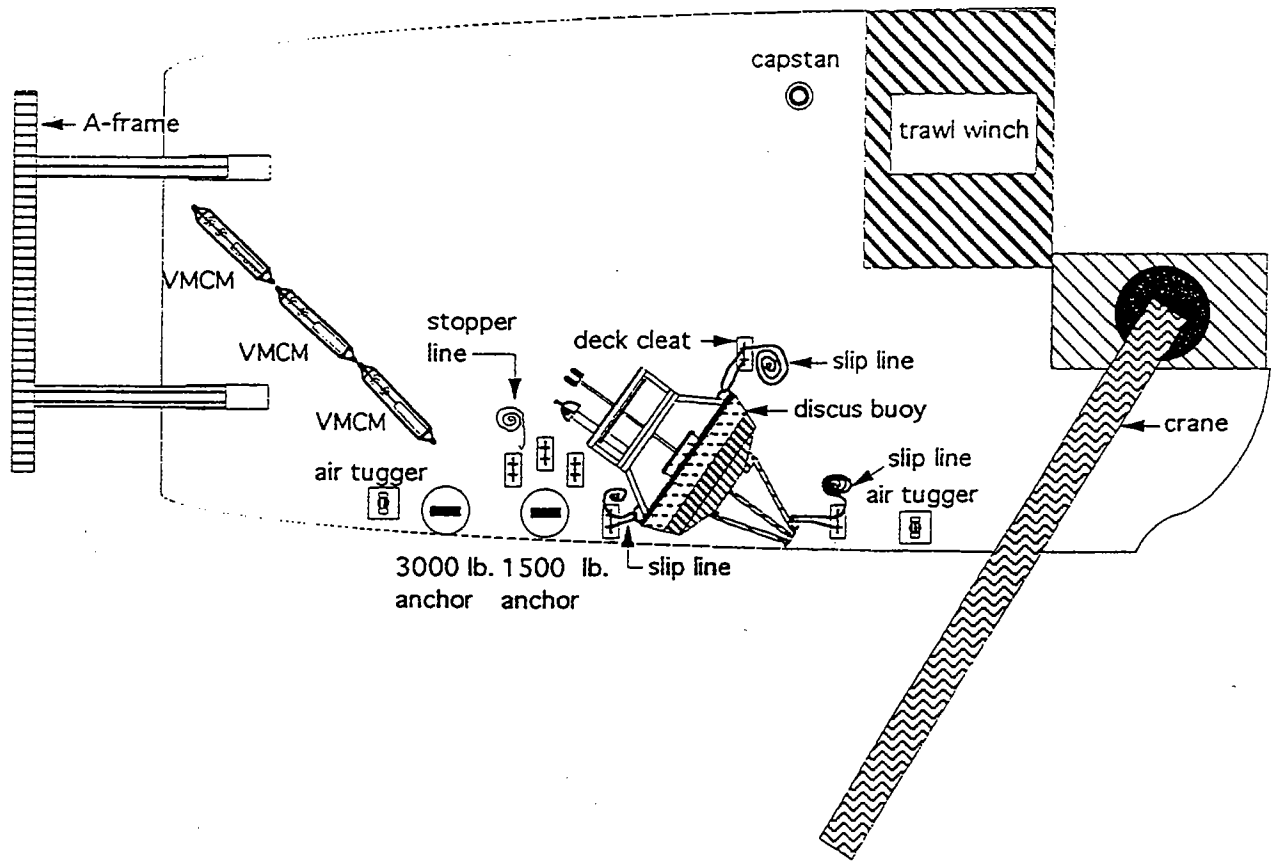 capstan
A-frame
trawl winch
VMCM
stopper
line
deck cleat
slip line
VMCM
discus buoy
crane
VMCM
slip line
air tugger
air tugger
3000 lb. 1500 lb.
anchor anchor
slip line